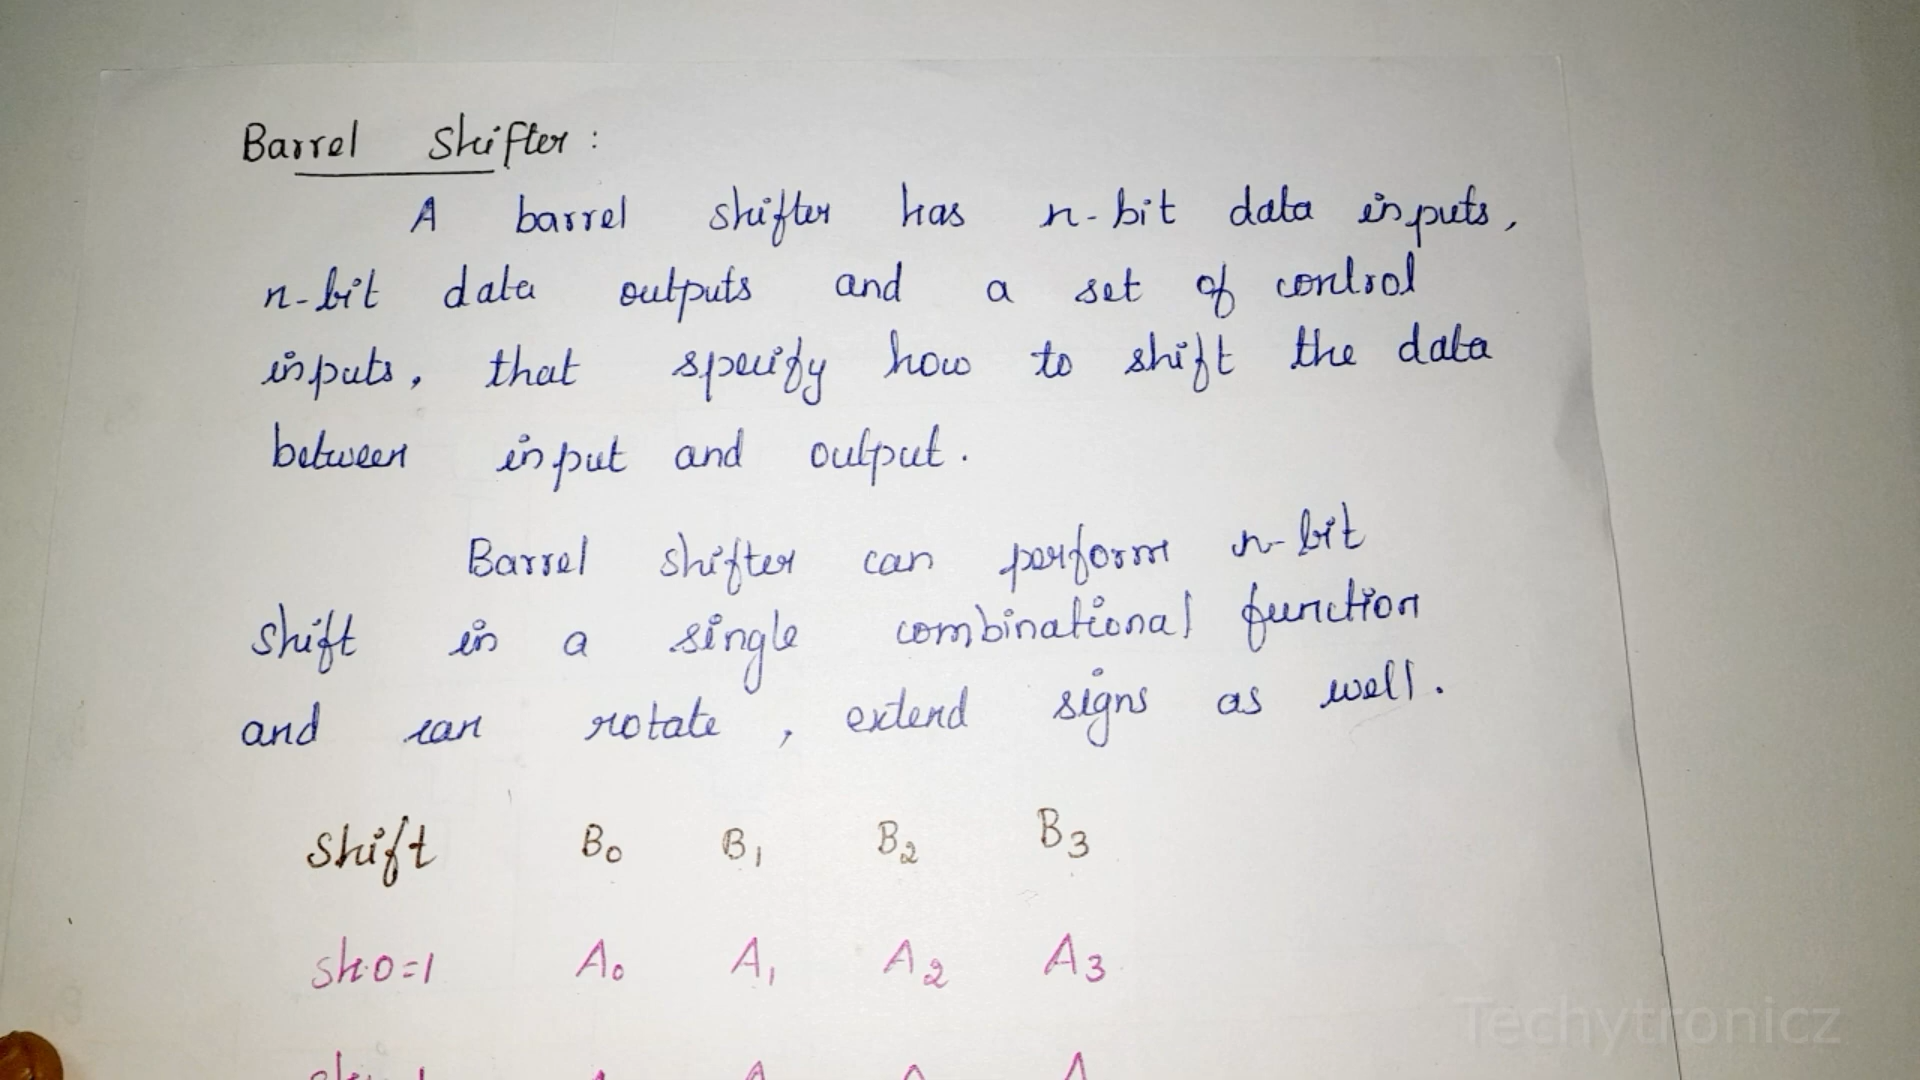 Barrel Shifter :
A barrel shifter has n-bit data inputs,
n-bit data outputs and a set of control
inputs, that specify how to shift the data
between input and output.
Barrel shifter can perform n-bit
shift in a single combinational function
and can rotate, extend signs as well.
Shift B0 B1 B2 B3
sh0=1 A0 A1 A2 A3
Techytronicz